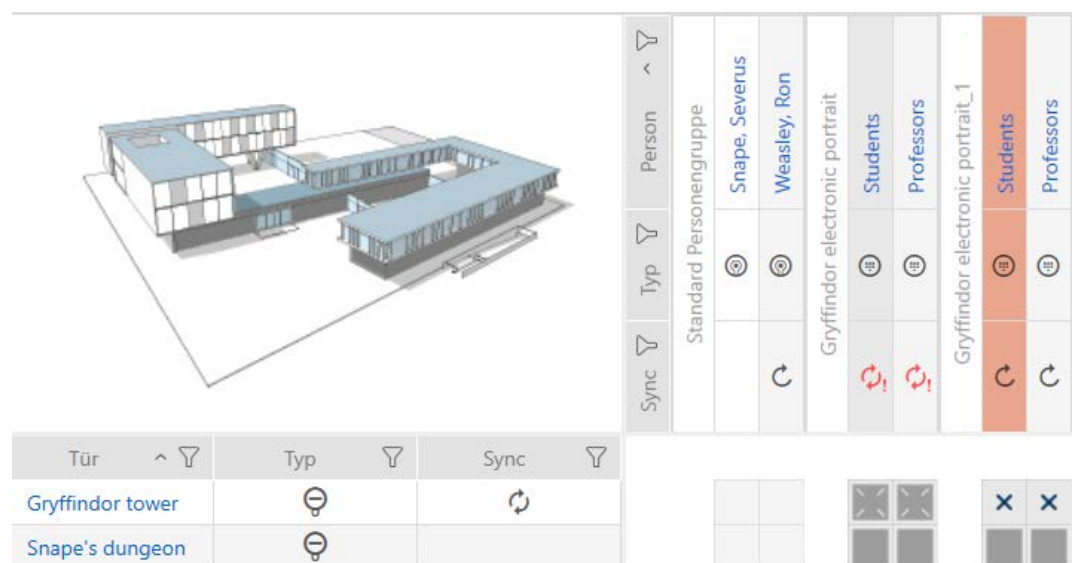 Person
Typ
Sync
Standard Personengruppe
Snape, Severus
Weasley, Ron
Gryffindor electronic portrait
Students
Professors
Gryffindor electronic portrait_1
Students
Professors
Tür Typ Sync
Gryffindor tower
Snape's dungeon